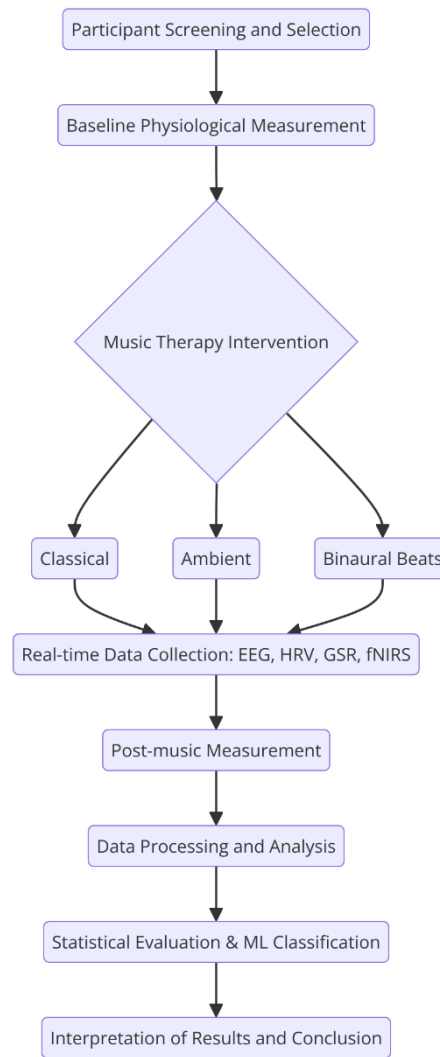 Participant Screening and Selection
Baseline Physiological Measurement
Music Therapy Intervention
Classical
Ambient
Binaural Beats
Real-time Data Collection: EEG, HRV, GSR, fNIRS
Post-music Measurement
Data Processing and Analysis
Statistical Evaluation & ML Classification
Interpretation of Results and Conclusion